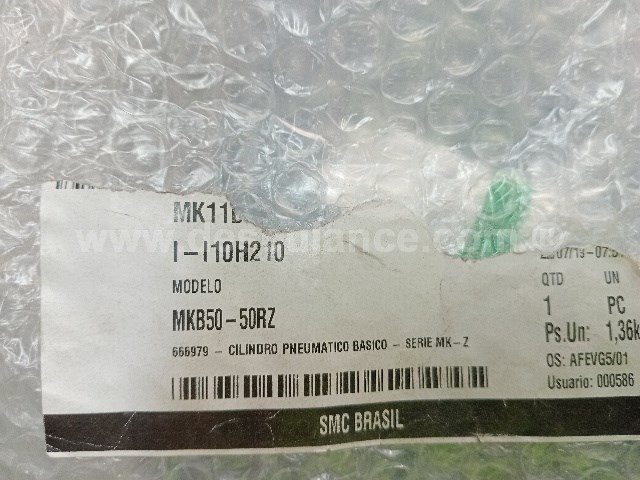 MK11
I-I10H210
MODELO
MKB50-50RZ
666979 - CILINDRO PNEUMATICO BASICO - SERIE MK-Z
QTD UN
1 PC
Ps.Un: 1,36k
OS: AFEVG5/01
Usuario: 000586
SMC BRASIL